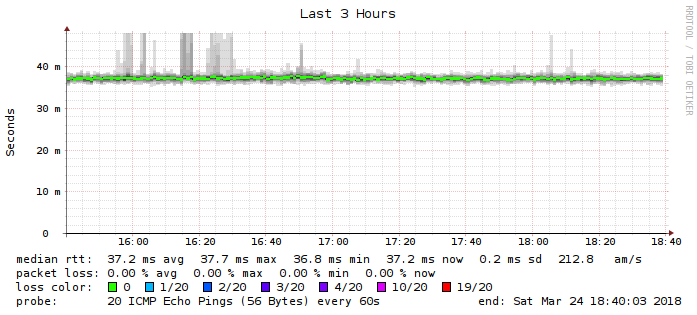 Last 3 Hours
RRDTOOL / TOBI OETIKER
Seconds
40 m
30 m
20 m
10 m
0
16:00 16:20 16:40 17:00 17:20 17:40 18:00 18:20 18:40
median rtt: 37.2 ms avg 37.7 ms max 36.8 ms min 37.2 ms now 0.2 ms sd 212.8 am/s
packet loss: 0.00 % avg 0.00 % max 0.00 % min 0.00 % now
loss color: 0 1/20 2/20 3/20 4/20 10/20 19/20
probe: 20 ICMP Echo Pings (56 Bytes) every 60s end: Sat Mar 24 18:40:03 2018